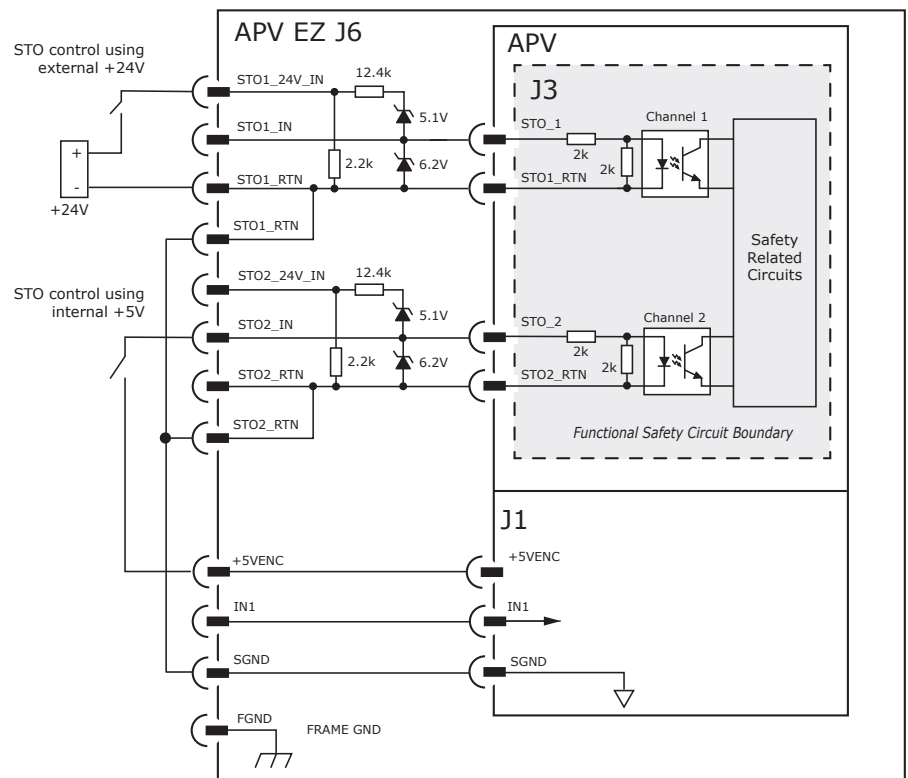 APV EZ J6
APV
STO control using
external +24V
STO1_24V_IN
12.4k
5.1V
J3
Channel 1
STO1_IN
STO_1
2k
2k
6.2V
2.2k
+
-
+24V
STO1_RTN
STO1_RTN
STO1_RTN
Safety
Related
Circuits
STO2_24V_IN
12.4k
STO control using
internal +5V
5.1V
Channel 2
STO2_IN
STO_2
2k
2k
2.2k
6.2V
STO2_RTN
STO2_RTN
STO2_RTN
Functional Safety Circuit Boundary
J1
+5VENC
+5VENC
IN1
IN1
SGND
SGND
FGND
FRAME GND